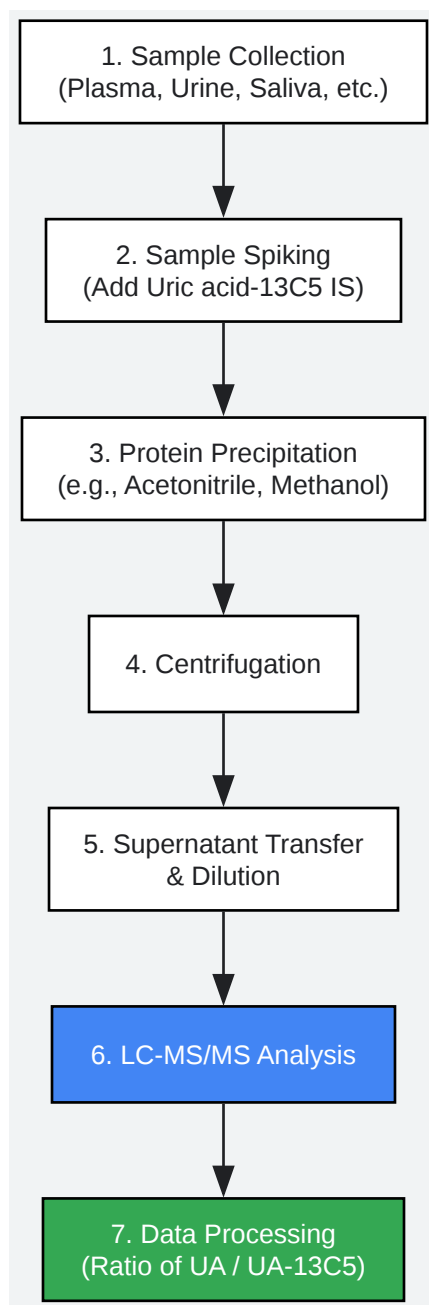 1. Sample Collection
(Plasma, Urine, Saliva, etc.)
2. Sample Spiking
(Add Uric acid-13C5 IS)
3. Protein Precipitation
(e.g., Acetonitrile, Methanol)
4. Centrifugation
5. Supernatant Transfer
& Dilution
6. LC-MS/MS Analysis
7. Data Processing
(Ratio of UA / UA-13C5)